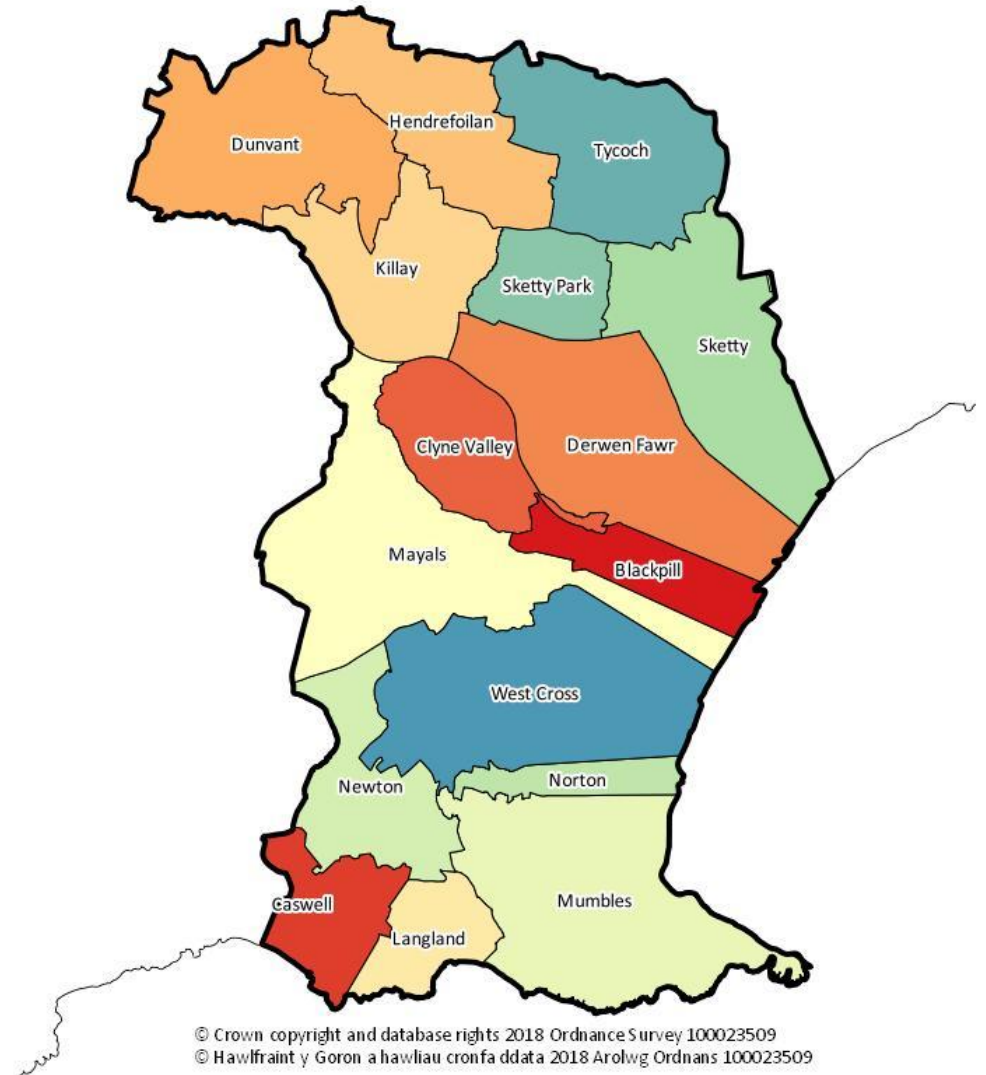 Hendrefoilan
Dunvant
Tycoch
Killay
Sketty Park
Sketty
Clyne Valley
Derwen Fawr
Mayals
Blackpill
West Cross
Newton
Norton
Caswell
Mumbles
Langland
© Crown copyright and database rights 2018 Ordnance Survey 100023509
© Hawlfraint y Goron a hawliau cronfa ddata 2018 Arolwg Ordnans 100023509